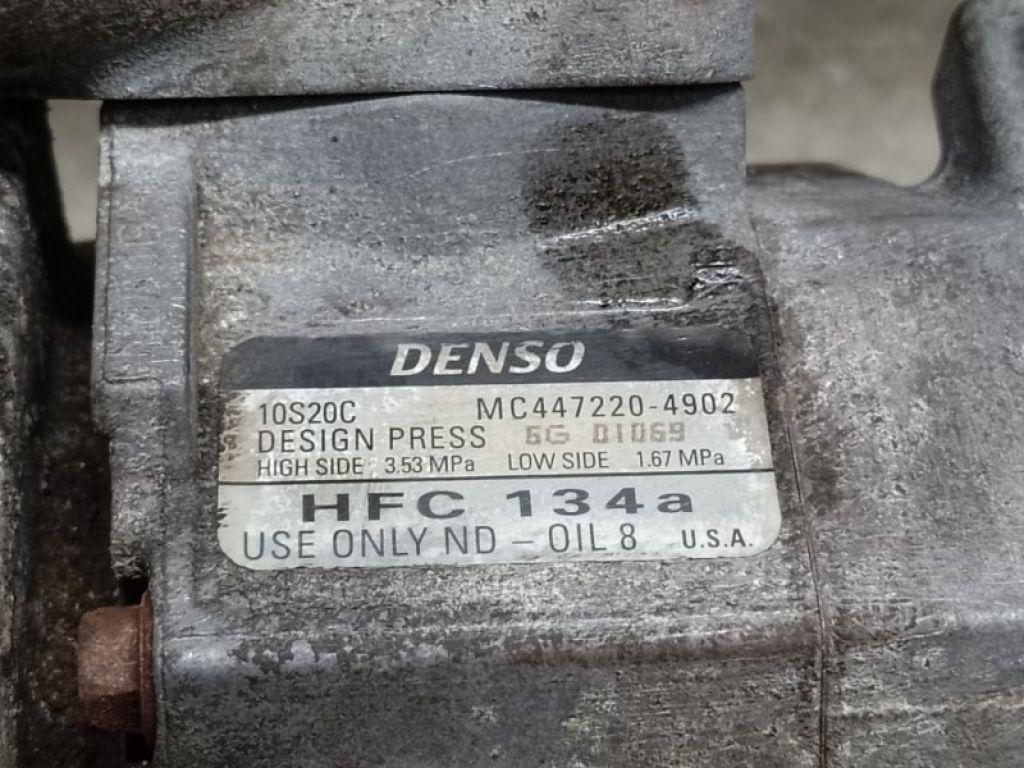 DENSO
10S20C MC447220-4902
DESIGN PRESS 6G 01069
HIGH SIDE 3.53 MPa LOW SIDE 1.67 MPa
HFC 134a
USE ONLY ND - OIL 8 U.S.A.